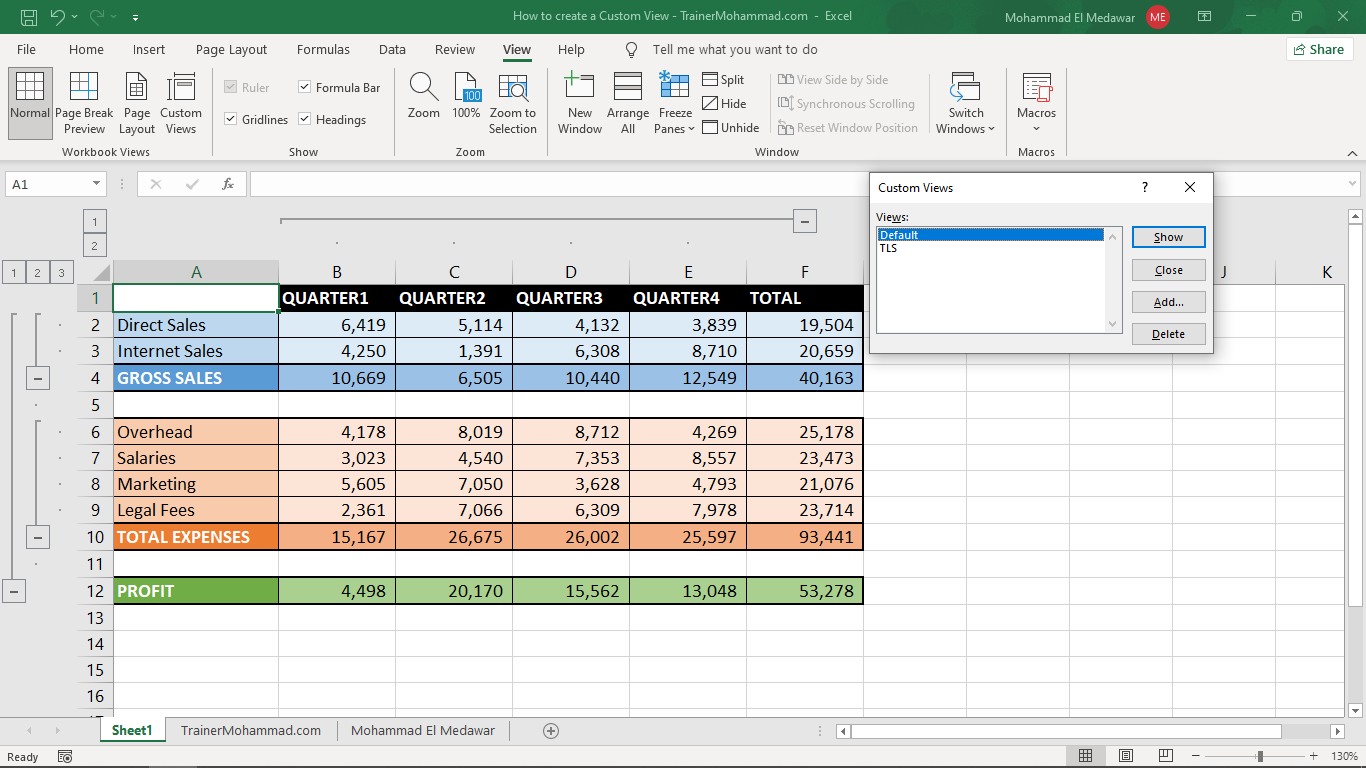 How to create a Custom View - TrainerMohammad.com - Excel
Mohammad El Medawar
ME
File Home Insert Page Layout Formulas Data Review View Help Tell me what you want to do
Share
Normal
Page Break Preview
Page Layout
Custom Views
Workbook Views
Ruler
Formula Bar
Gridlines
Headings
Show
Zoom
100
100%
Zoom to Selection
Zoom
New Window
Arrange All
Freeze Panes
Split
Hide
Unhide
View Side by Side
Synchronous Scrolling
Reset Window Position
Window
Switch Windows
Macros
Macros
A1
fx
Custom Views
?
Views:
Default
TLS
Show
Close
Add...
Delete
1
2
1 2 3
A B C D E F J K
1 QUARTER1 QUARTER2 QUARTER3 QUARTER4 TOTAL
2 Direct Sales 6,419 5,114 4,132 3,839 19,504
3 Internet Sales 4,250 1,391 6,308 8,710 20,659
4 GROSS SALES 10,669 6,505 10,440 12,549 40,163
5
6 Overhead 4,178 8,019 8,712 4,269 25,178
7 Salaries 3,023 4,540 7,353 8,557 23,473
8 Marketing 5,605 7,050 3,628 4,793 21,076
9 Legal Fees 2,361 7,066 6,309 7,978 23,714
10 TOTAL EXPENSES 15,167 26,675 26,002 25,597 93,441
11
12 PROFIT 4,498 20,170 15,562 13,048 53,278
13
14
15
16
Sheet1 TrainerMohammad.com Mohammad El Medawar
Ready
130%